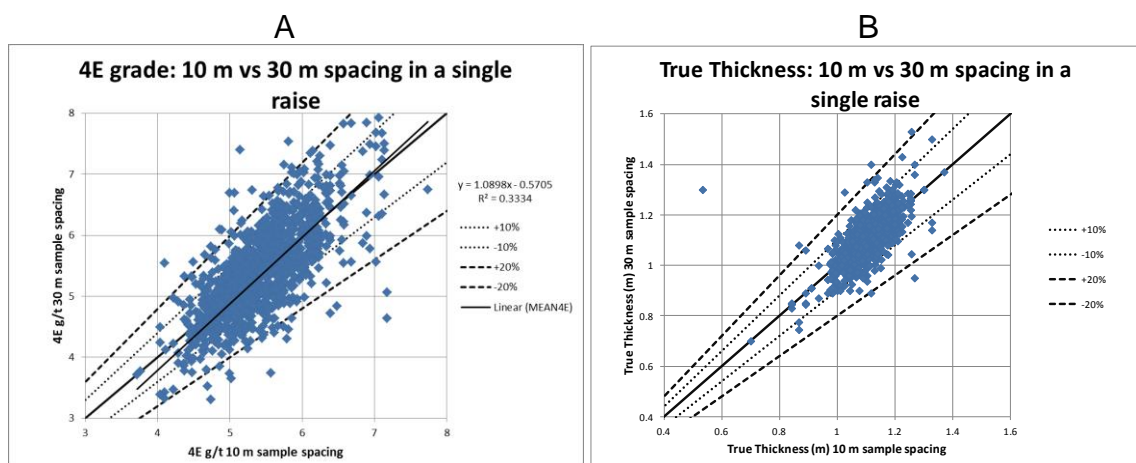 A
4E grade: 10 m vs 30 m spacing in a single
raise
8
7
6
5
4
3
3
4
5
6
7
8
4E g/t 30 m sample spacing
4E g/t 10 m sample spacing
y = 1.0898x - 0.5705
R² = 0.3334
+10%
-10%
+20%
-20%
Linear (MEAN4E)
B
True Thickness: 10 m vs 30 m spacing in a
single raise
1.6
1.4
1.2
1
0.8
0.6
0.4
0.4
0.6
0.8
1
1.2
1.4
1.6
True Thickness (m) 30 m sample spacing
True Thickness (m) 10 m sample spacing
+10%
-10%
+20%
-20%